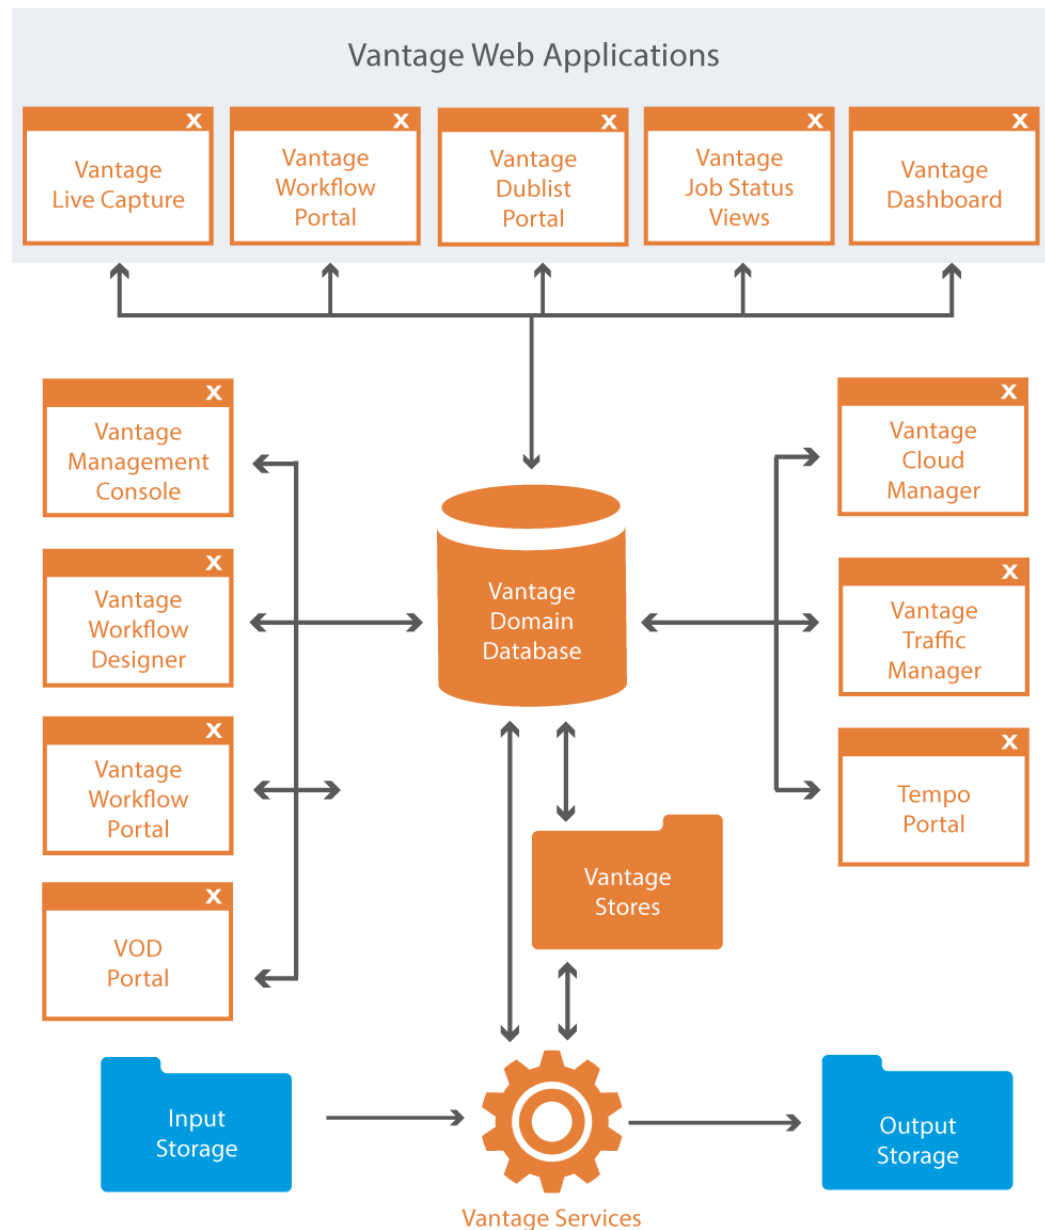 Vantage Web Applications
X
Vantage
Live Capture
X
Vantage
Workflow
Portal
X
Vantage
Dublist
Portal
X
Vantage
Job Status
Views
X
Vantage
Dashboard
X
Vantage
Management
Console
X
Vantage
Workflow
Designer
X
Vantage
Workflow
Portal
X
VOD
Portal
Vantage
Domain
Database
X
Vantage
Cloud
Manager
X
Vantage
Traffic
Manager
X
Tempo
Portal
Vantage
Stores
Input
Storage
Vantage Services
Output
Storage